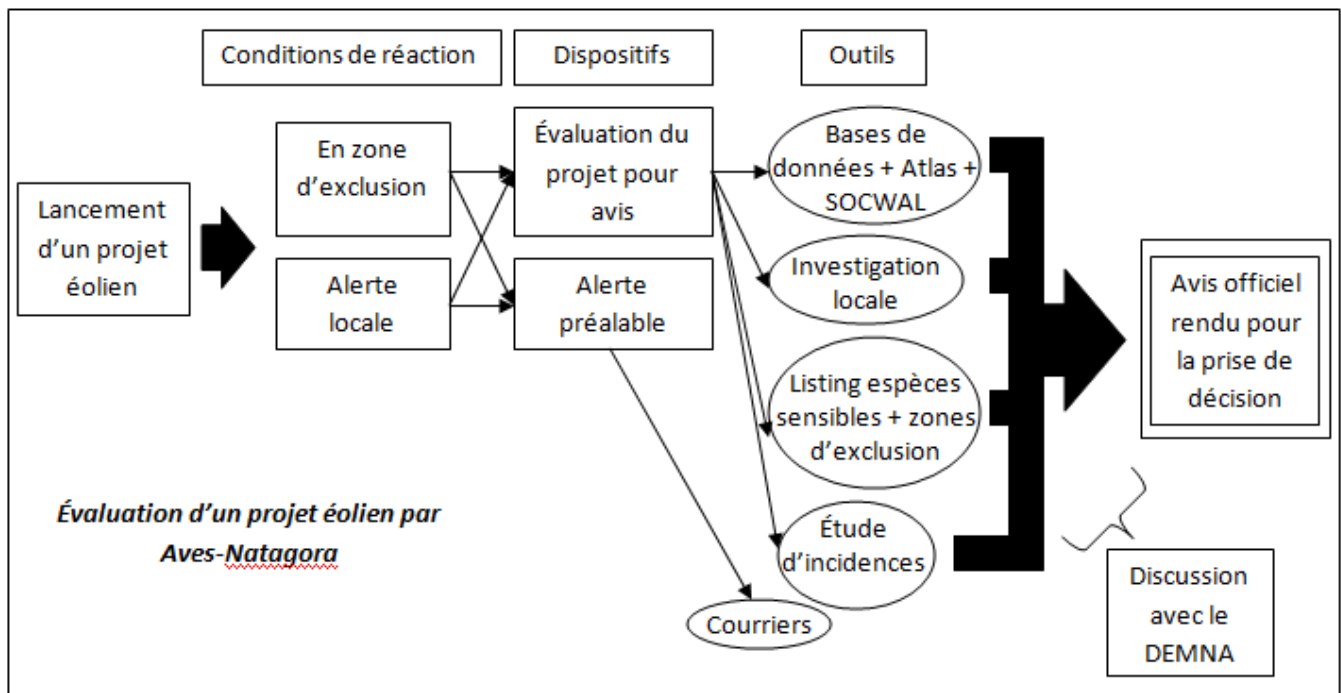 Conditions de réaction
Dispositifs
Outils
Lancement
d'un projet
éolien
En zone
d'exclusion
Alerte
locale
Évaluation du
projet pour
avis
Alerte
préalable
Bases de
données + Atlas +
SOCWAL
Investigation
locale
Listing espèces
sensibles + zones
d'exclusion
Étude
d'incidences
Courriers
Avis officiel
rendu pour
la prise de
décision
Discussion
avec le
DEMNA
Évaluation d'un projet éolien par
Aves-Natagora